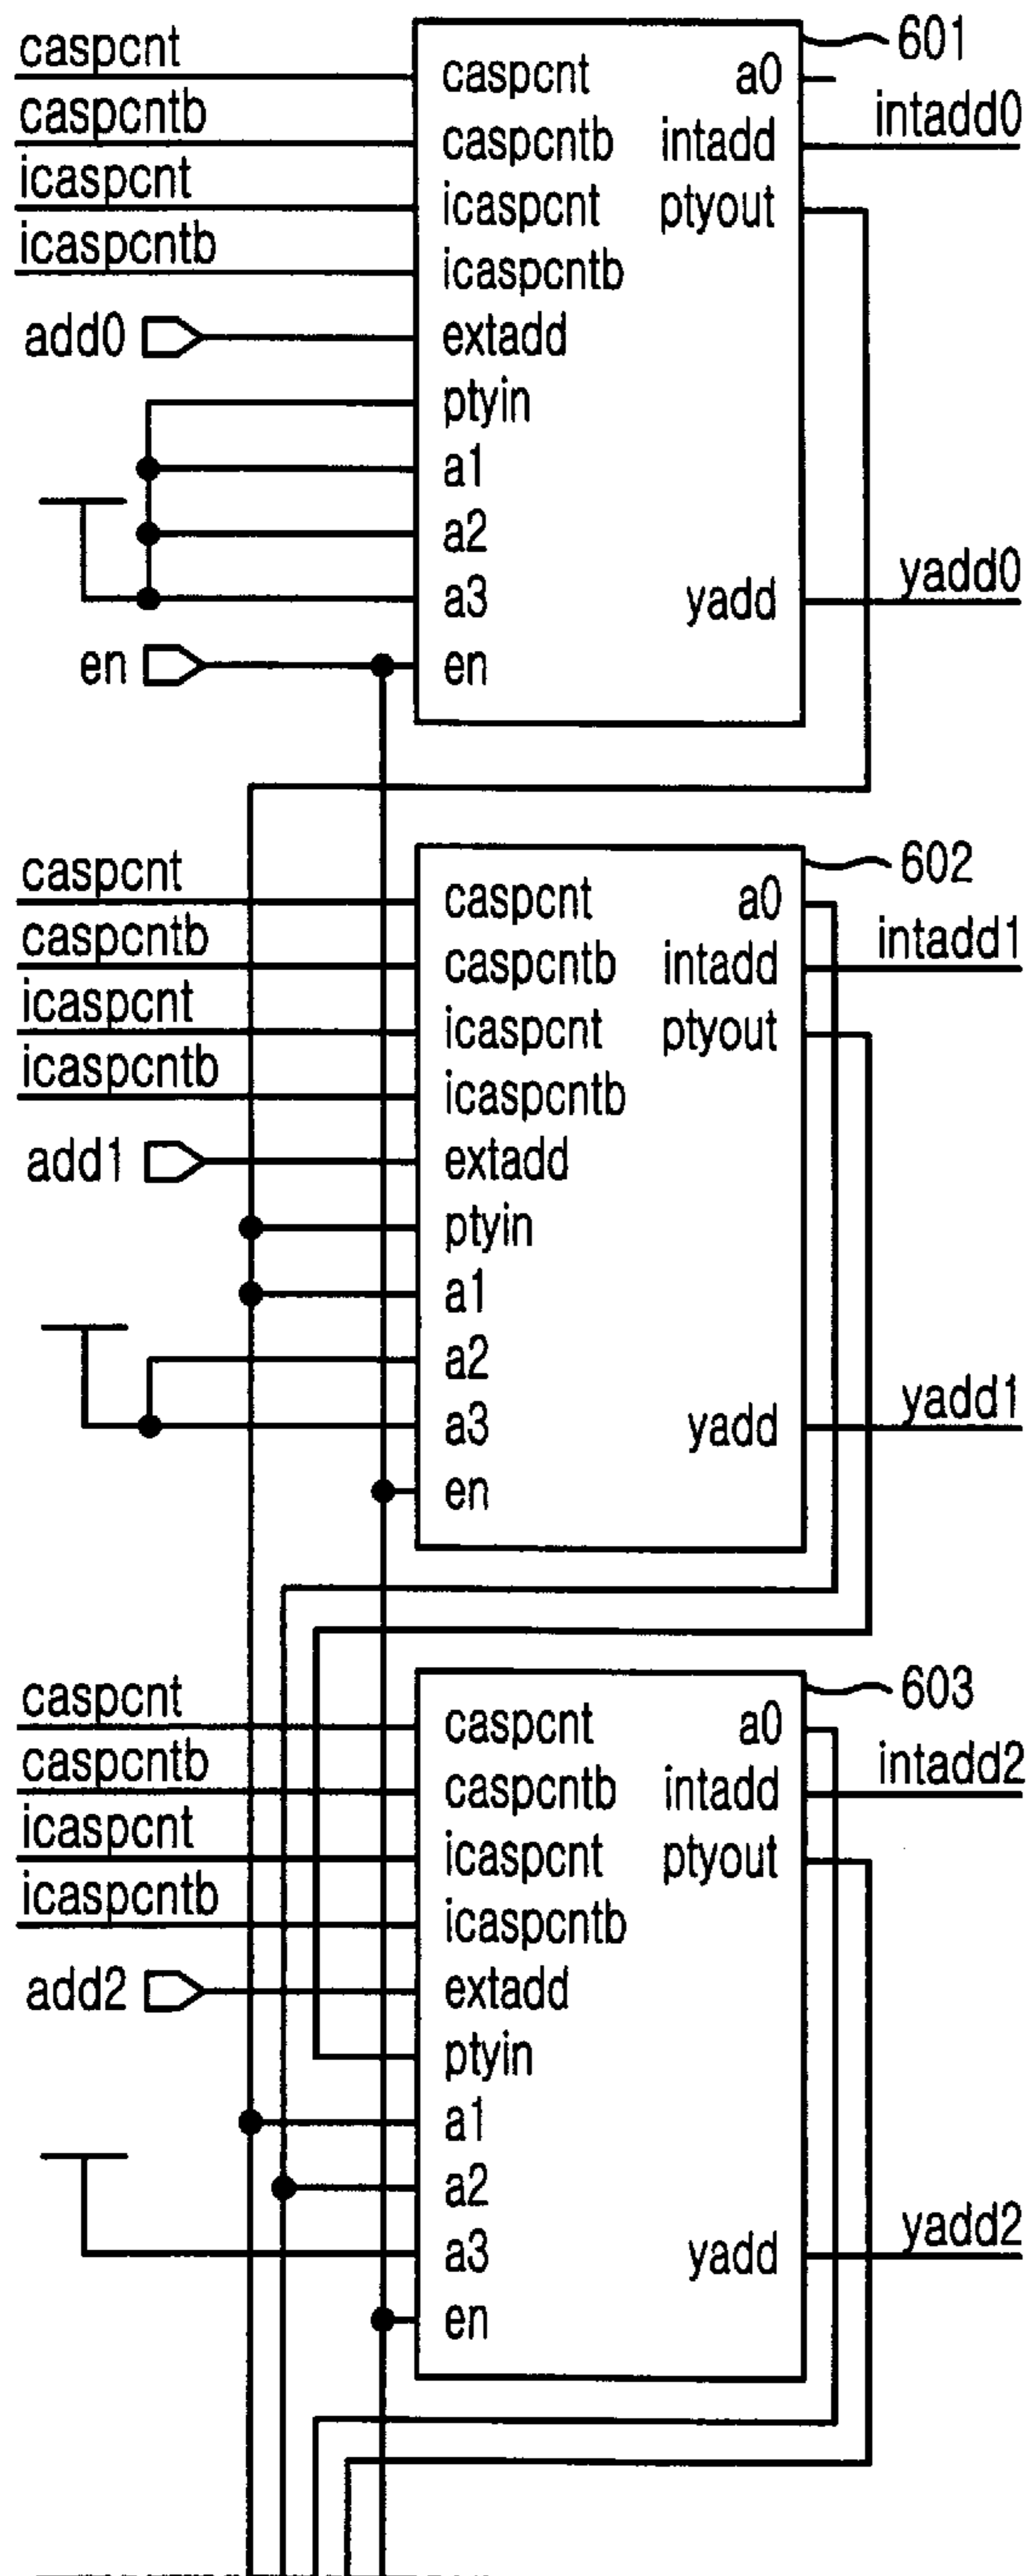 caspcnt
caspcntb
icaspcnt
icaspcntb
add0
en
caspcnt a0
caspcntb intadd
icaspcnt ptyout
icaspcntb
extadd
ptyin
a1
a2
a3 yadd
en
601
intadd0
yadd0
caspcnt
caspcntb
icaspcnt
icaspcntb
add1
caspcnt a0
caspcntb intadd
icaspcnt ptyout
icaspcntb
extadd
ptyin
a1
a2
a3 yadd
en
602
intadd1
yadd1
caspcnt
caspcntb
icaspcnt
icaspcntb
add2
caspcnt a0
caspcntb intadd
icaspcnt ptyout
icaspcntb
extadd
ptyin
a1
a2
a3 yadd
en
603
intadd2
yadd2